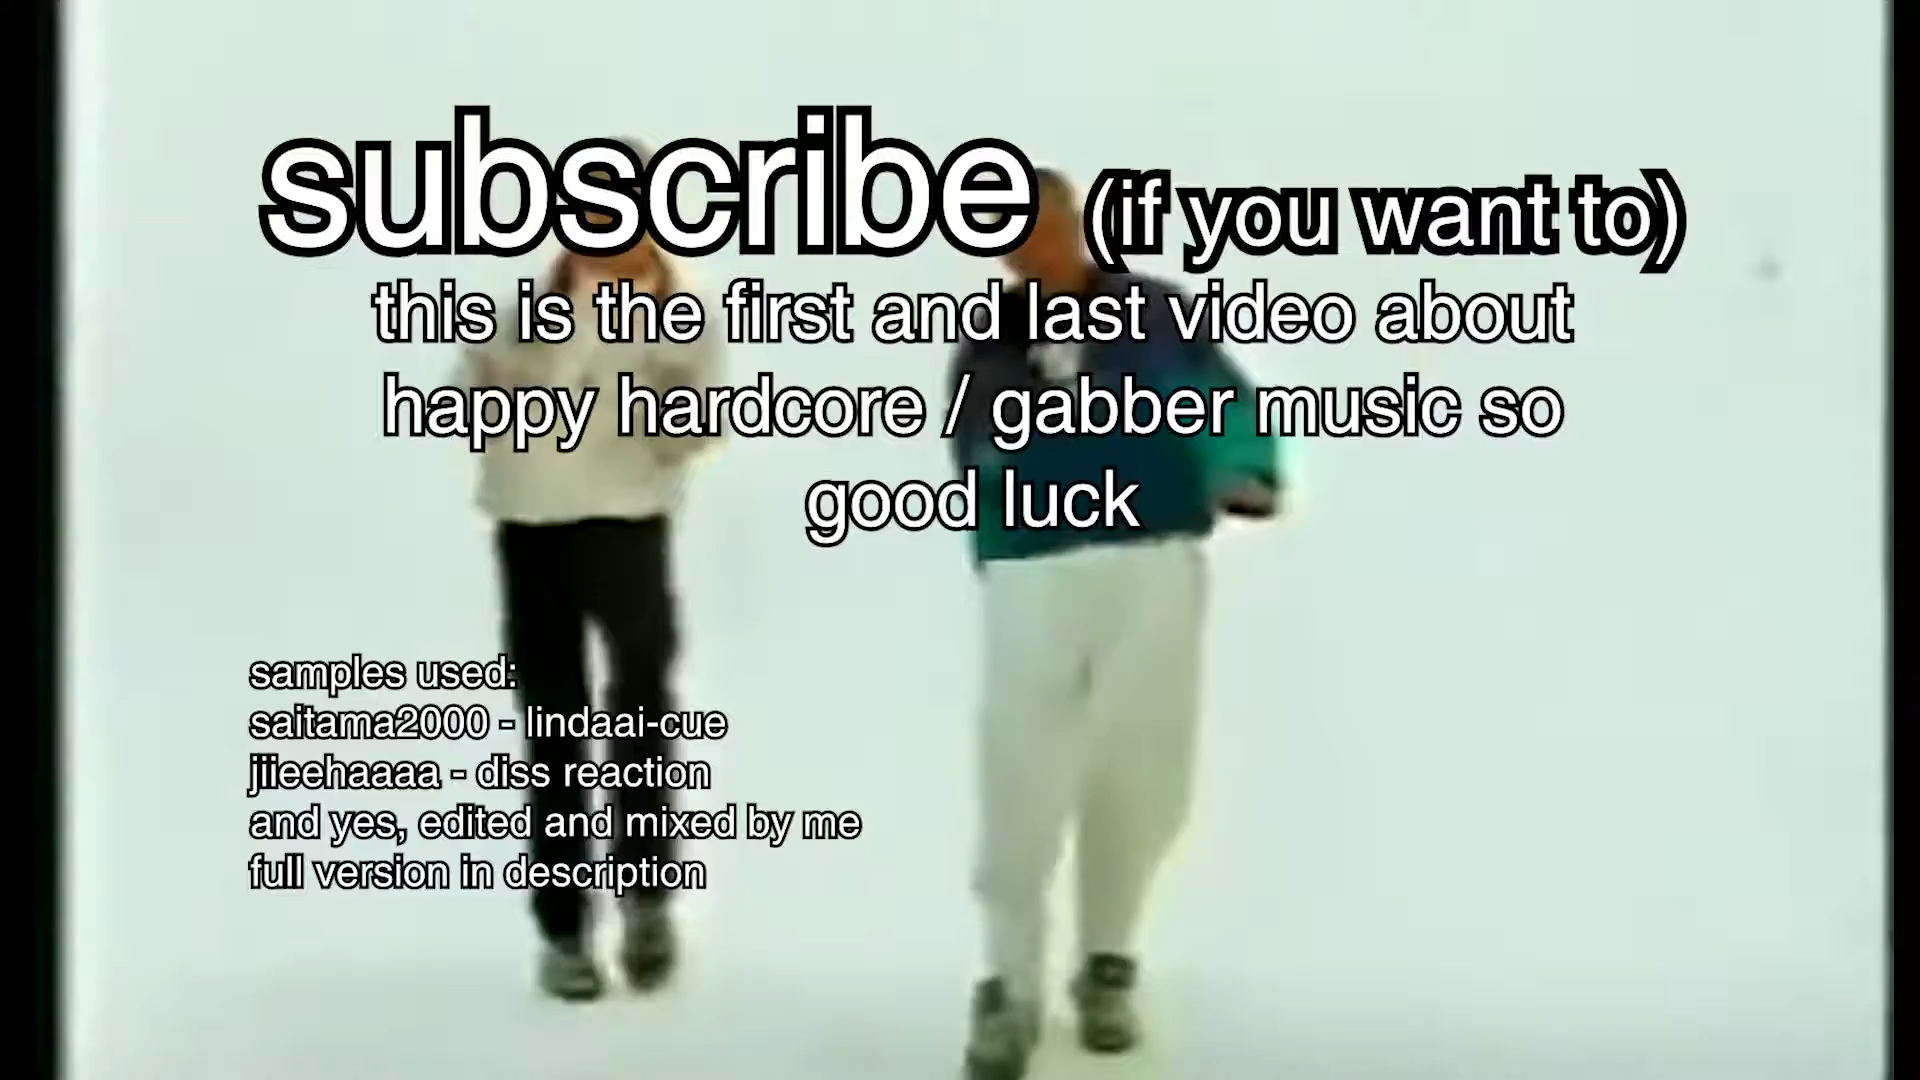 subscribe (if you want to)
this is the first and last video about
happy hardcore / gabber music so
good luck
samples used:
saitama2000 - lindaai-cue
jiieehaaaa - diss reaction
and yes, edited and mixed by me
full version in description